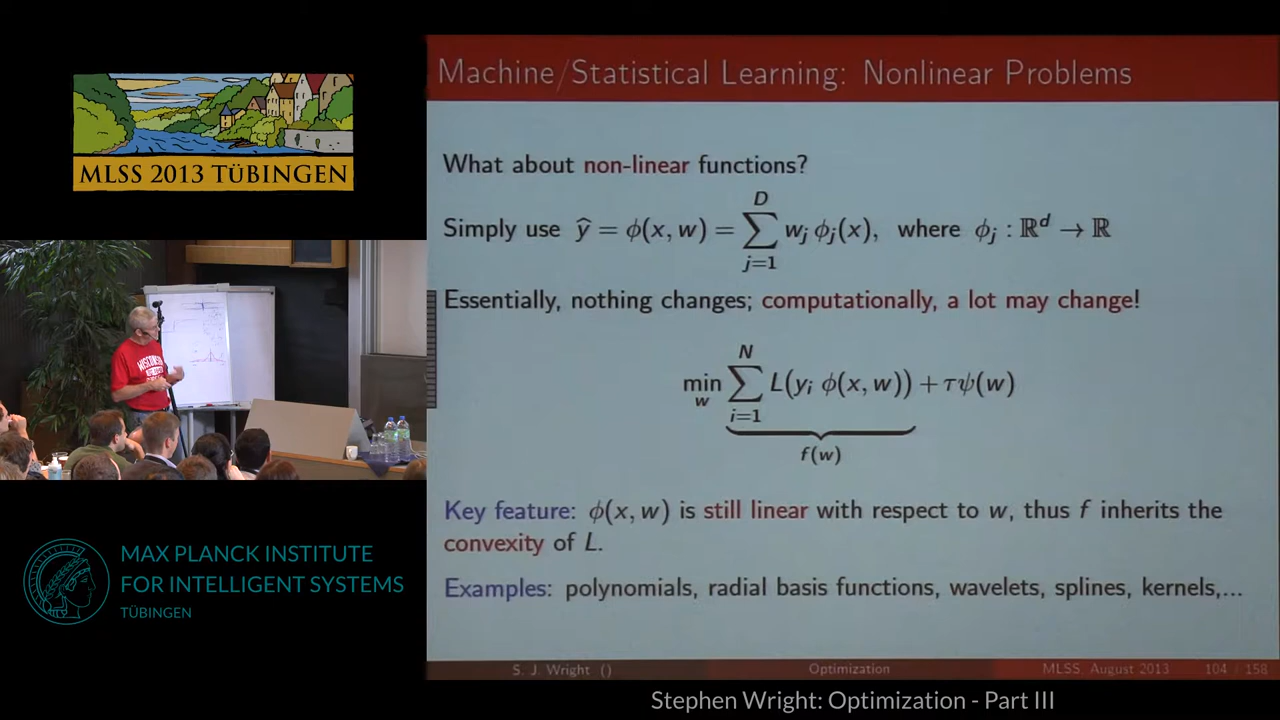 MLSS 2013 TÜBINGEN
Machine/Statistical Learning: Nonlinear Problems
What about non-linear functions?
Simply use ŷ = ϕ(x, w) = ∑_{j=1}^{D} w_j ϕ_j(x), where ϕ_j : ℝ^d → ℝ
Essentially, nothing changes; computationally, a lot may change!
min_w ∑_{i=1}^{N} L(y_i ϕ(x, w)) + τψ(w)
f(w)
Key feature: ϕ(x, w) is still linear with respect to w, thus f inherits the
convexity of L.
Examples: polynomials, radial basis functions, wavelets, splines, kernels,...
S. J. Wright () Optimization MLSS, August 2013 104 / 158
MAX PLANCK INSTITUTE
FOR INTELLIGENT SYSTEMS
TÜBINGEN
Stephen Wright: Optimization - Part III